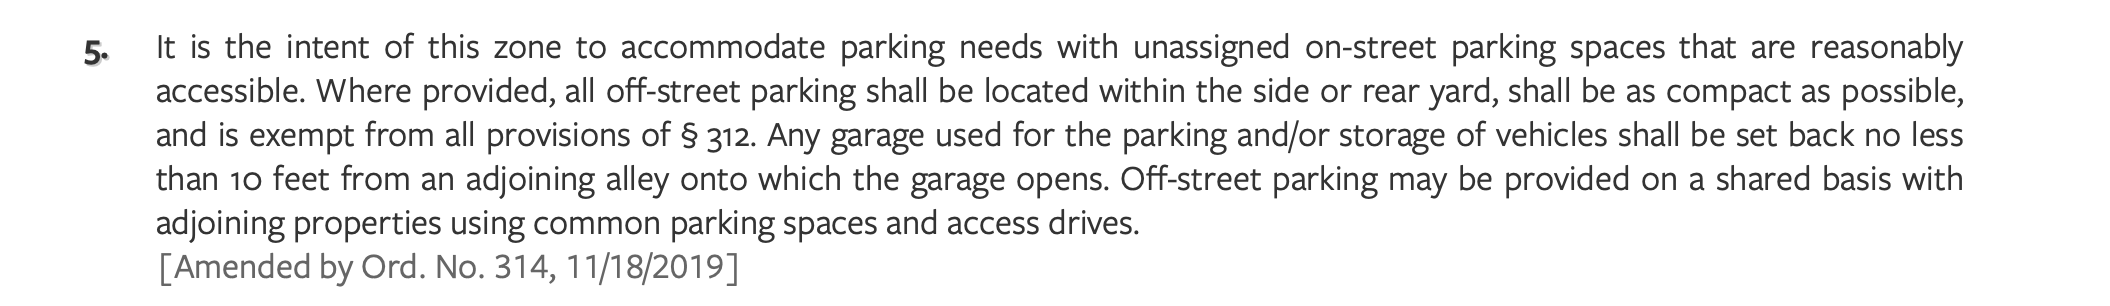 5. It is the intent of this zone to accommodate parking needs with unassigned on-street parking spaces that are reasonably
accessible. Where provided, all off-street parking shall be located within the side or rear yard, shall be as compact as possible,
and is exempt from all provisions of § 312. Any garage used for the parking and/or storage of vehicles shall be set back no less
than 10 feet from an adjoining alley onto which the garage opens. Off-street parking may be provided on a shared basis with
adjoining properties using common parking spaces and access drives.
[Amended by Ord. No. 314, 11/18/2019]